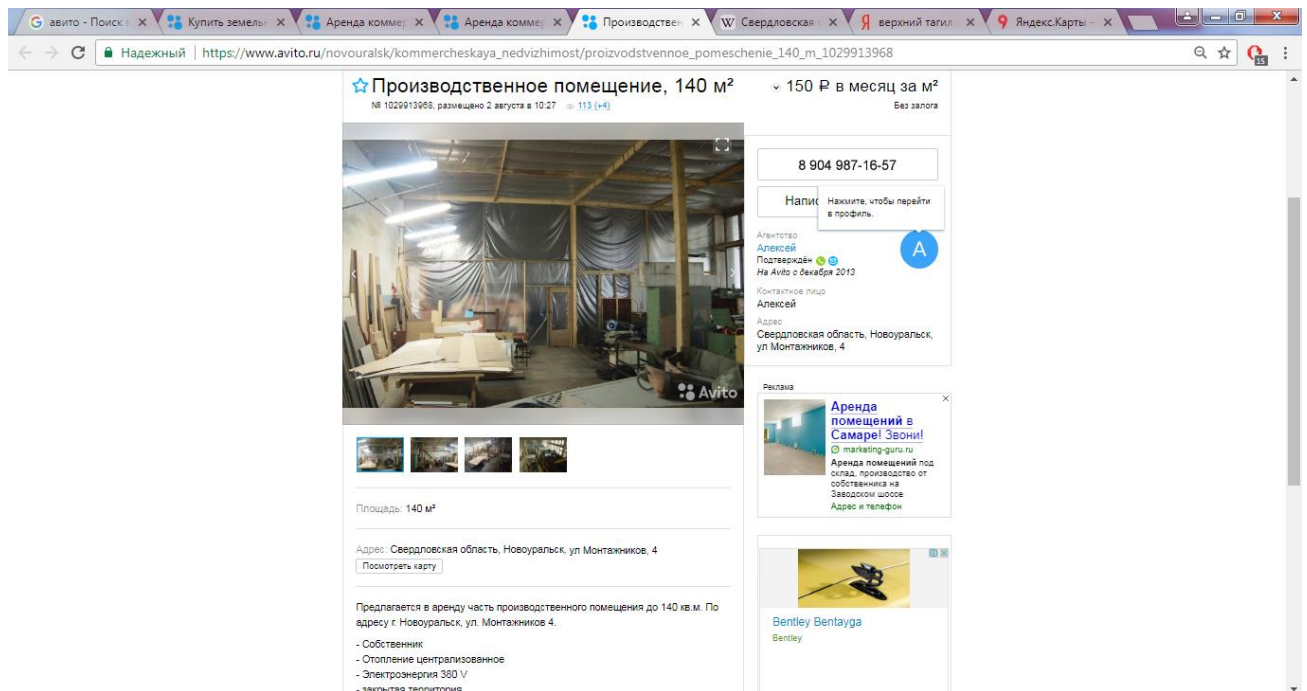 авито - Поиск в
Купить земельн
Аренда коммер
Аренда коммер
Производствен
Свердловская о
верхний тагил
Яндекс.Карты –
Надежный https://www.avito.ru/novouralsk/kommercheskaya_nedvizhimost/proizvodstvennoe_pomeschenie_140_m_1029913968
15
Производственное помещение, 140 м²
№ 1029913968, размещено 2 августа в 10:27 113 (+4)
150 ₽ в месяц за м²
Без залога
Avito
8 904 987-16-57
Напис
Нажмите, чтобы перейти
в профиль.
Агентство
Алексей
Подтверждён
На Avito с декабря 2013
А
Контактное лицо
Алексей
Адрес
Свердловская область, Новоуральск,
ул Монтажников, 4
Реклама
Аренда
помещений в
Самаре! Звони!
marketing-guru.ru
Аренда помещений под
склад, производство от
собственника на
Заводском шоссе
Адрес и телефон
Площадь: 140 м²
Адрес: Свердловская область, Новоуральск, ул Монтажников, 4
Посмотреть карту
Предлагается в аренду часть производственного помещения до 140 кв.м. По
адресу г. Новоуральск, ул. Монтажников 4.
- Собственник
- Отопление централизованное
- Электроэнергия 380 V
- закрытая территория
Bentley Bentayga
Bentley